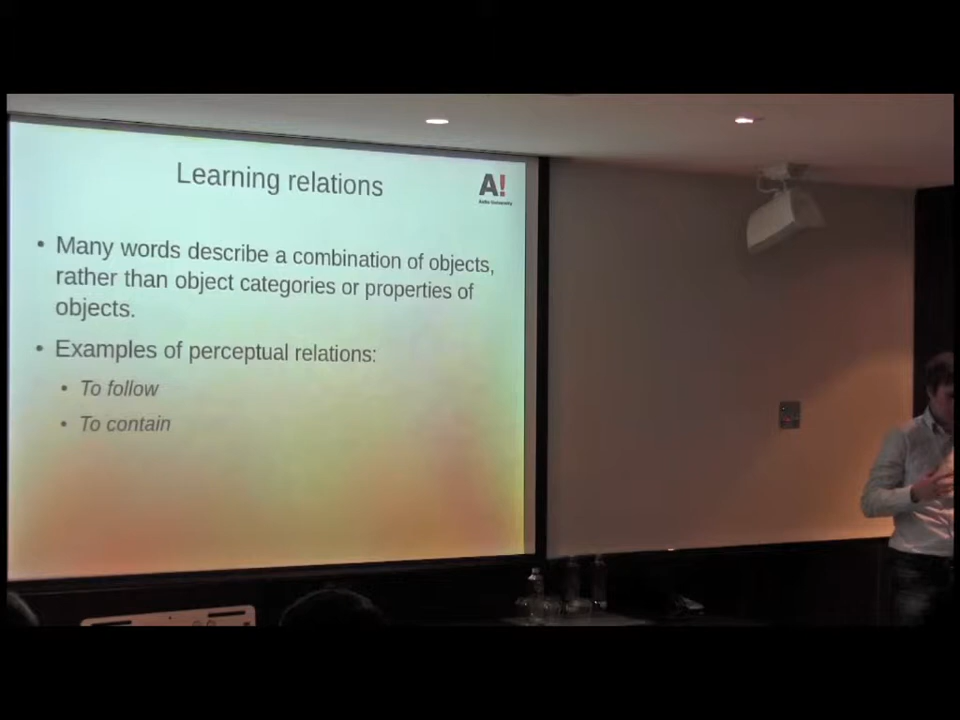 Learning relations
A!
Aalto University
• Many words describe a combination of objects,
rather than object categories or properties of
objects.
• Examples of perceptual relations:
• To follow
• To contain